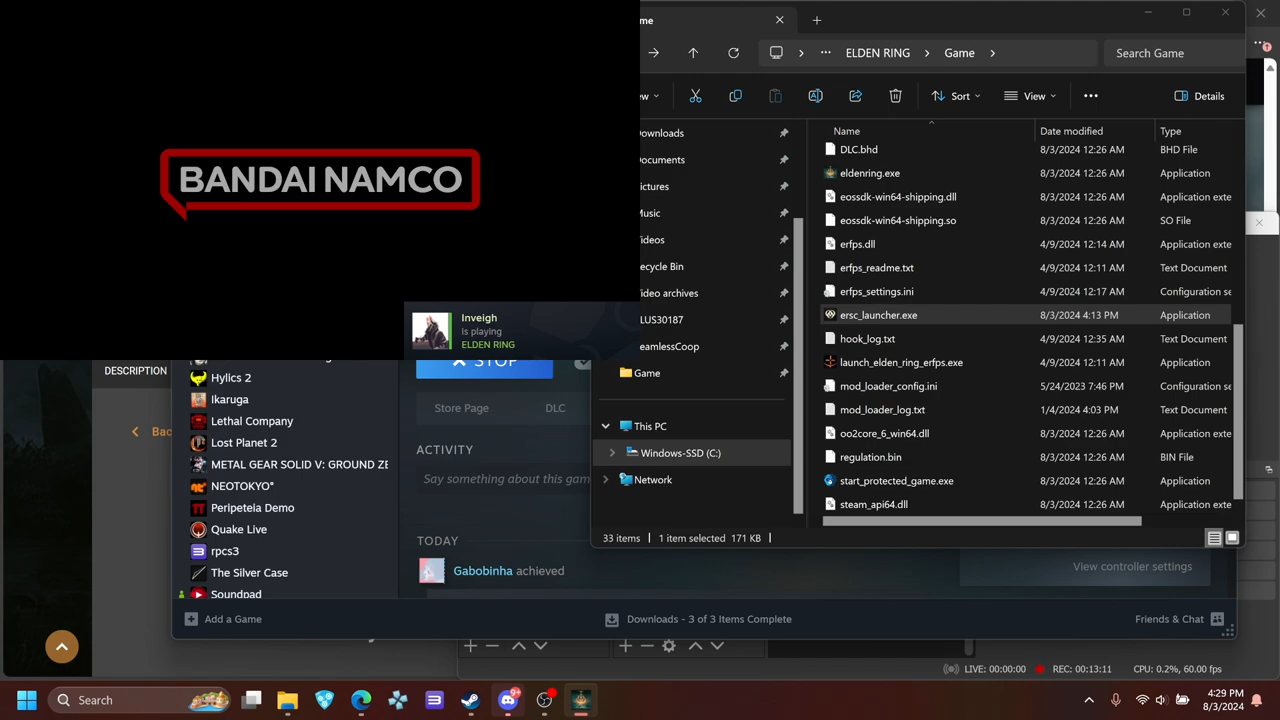 BANDAI NAMCO
Inveigh
is playing
ELDEN RING
me
ELDEN RING
Game
Search Game
Sort
View
Details
Name
Date modified
Type
DLC.bhd 8/3/2024 12:26 AM BHD File
eldenring.exe 8/3/2024 12:26 AM Application
eossdk-win64-shipping.dll 8/3/2024 12:26 AM Application exte
eossdk-win64-shipping.so 8/3/2024 12:26 AM SO File
erfps.dll 4/9/2024 12:14 AM Application exte
erfps_readme.txt 4/9/2024 12:11 AM Text Document
erfps_settings.ini 4/9/2024 12:17 AM Configuration se
ersc_launcher.exe 8/3/2024 4:13 PM Application
hook_log.txt 4/9/2024 12:35 AM Text Document
launch_elden_ring_erfps.exe 4/9/2024 12:11 AM Application
mod_loader_config.ini 5/24/2023 7:46 PM Configuration se
mod_loader_log.txt 1/4/2024 4:03 PM Text Document
oo2core_6_win64.dll 8/3/2024 12:26 AM Application exte
regulation.bin 8/3/2024 12:26 AM BIN File
start_protected_game.exe 8/3/2024 12:26 AM Application
steam_api64.dll 8/3/2024 12:26 AM Application exte
ownloads
ocuments
ictures
usic
ideos
ecycle Bin
ideo archives
LUS30187
eamlessCoop
Game
This PC
Windows-SSD (C:)
Network
33 items
1 item selected 171 KB
DESCRIPTION
Bac
Hylics 2
Ikaruga
Lethal Company
Lost Planet 2
METAL GEAR SOLID V: GROUND ZE
NEOTOKYO°
Peripeteia Demo
Quake Live
rpcs3
The Silver Case
Soundpad
STOP
Store Page
DLC
ACTIVITY
Say something about this gam
TODAY
Gabobinha achieved
View controller settings
Add a Game
Downloads - 3 of 3 Items Complete
Friends & Chat
LIVE: 00:00:00
REC: 00:13:11
CPU: 0.2%, 60.00 fps
Search
9+
4:29 PM
8/3/2024